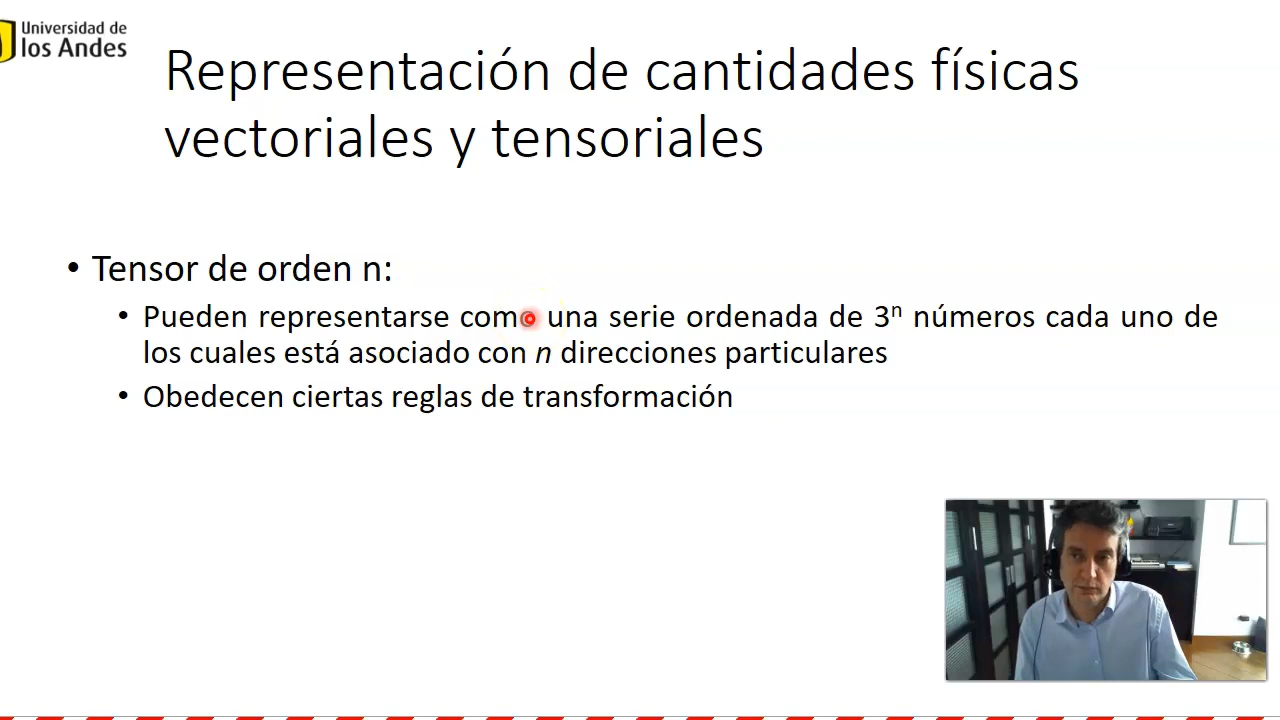 Universidad de
los Andes
Representación de cantidades físicas
vectoriales y tensoriales
• Tensor de orden n:
• Pueden representarse como una serie ordenada de 3ⁿ números cada uno de
los cuales está asociado con n direcciones particulares
• Obedecen ciertas reglas de transformación